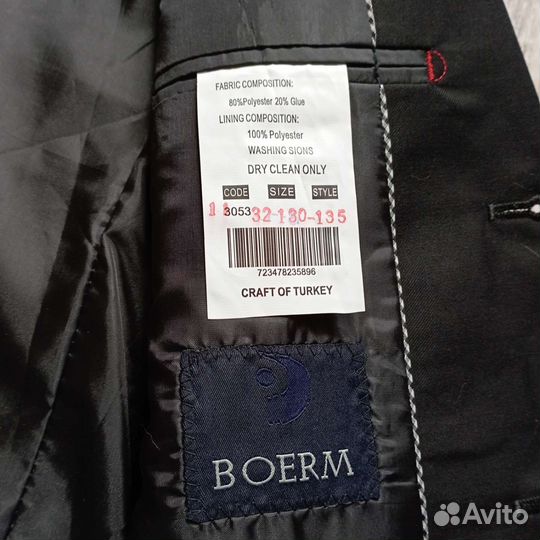 FABRIC COMPOSITION:
80%Polyester 20% Glue
LINING COMPOSITION:
100% Polyester
WASHING SIONS
DRY CLEAN ONLY
CODE SIZE STYLE
11 3053 32-130-135
723478235896
CRAFT OF TURKEY
BOERM
Avito